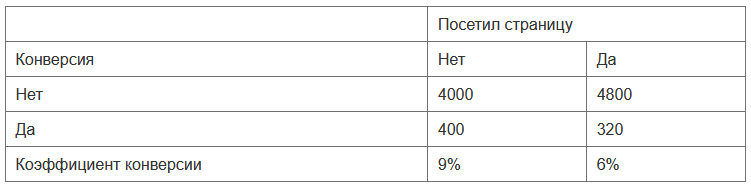 Посетил страницу
Конверсия Нет Да
Нет 4000 4800
Да 400 320
Коэффициент конверсии 9% 6%